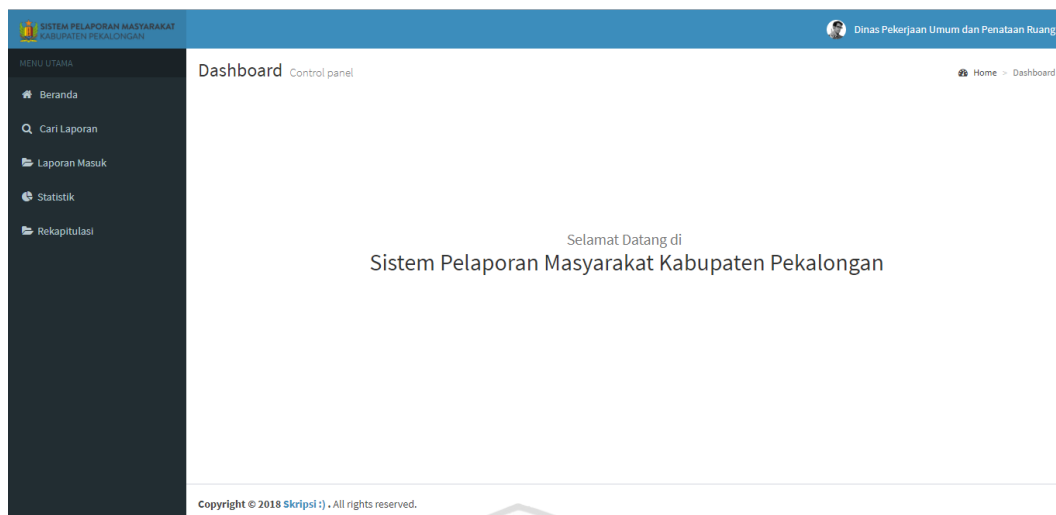 SISTEM PELAPORAN MASYARAKAT
KABUPATEN PEKALONGAN
Dinas Pekerjaan Umum dan Penataan Ruang
MENU UTAMA
Dashboard Control panel
Home > Dashboard
Beranda
Cari Laporan
Laporan Masuk
Statistik
Rekapitulasi
Selamat Datang di
Sistem Pelaporan Masyarakat Kabupaten Pekalongan
Copyright © 2018 Skripsi :) . All rights reserved.